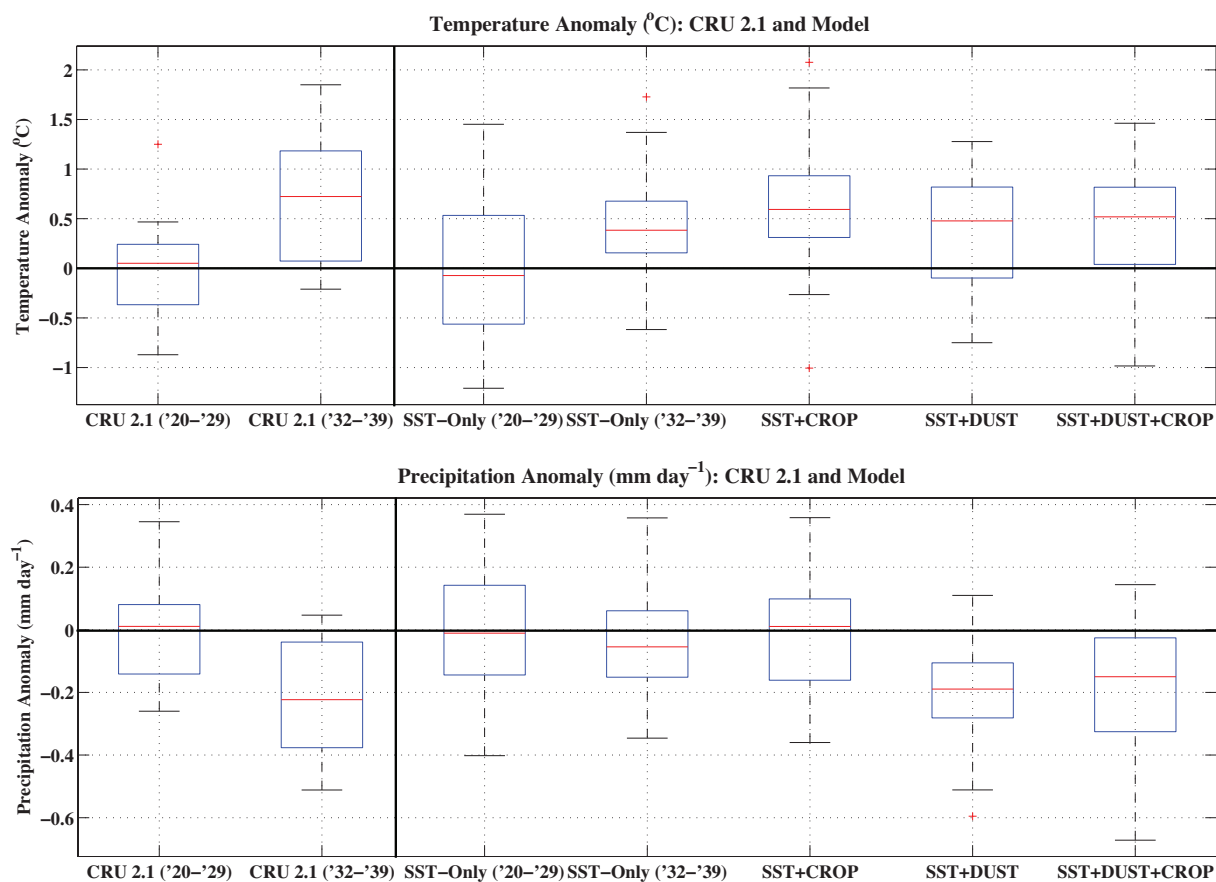 Temperature Anomaly (⁰C): CRU 2.1 and Model
Temperature Anomaly (⁰C)
2
1.5
1
0.5
0
−0.5
−1
CRU 2.1 (’20−’29) CRU 2.1 (’32−’39) SST−Only (’20−’29) SST−Only (’32−’39) SST+CROP SST+DUST SST+DUST+CROP
Precipitation Anomaly (mm day⁻¹): CRU 2.1 and Model
Precipitation Anomaly (mm day⁻¹)
0.4
0.2
0
−0.2
−0.4
−0.6
CRU 2.1 (’20−’29) CRU 2.1 (’32−’39) SST−Only (’20−’29) SST−Only (’32−’39) SST+CROP SST+DUST SST+DUST+CROP